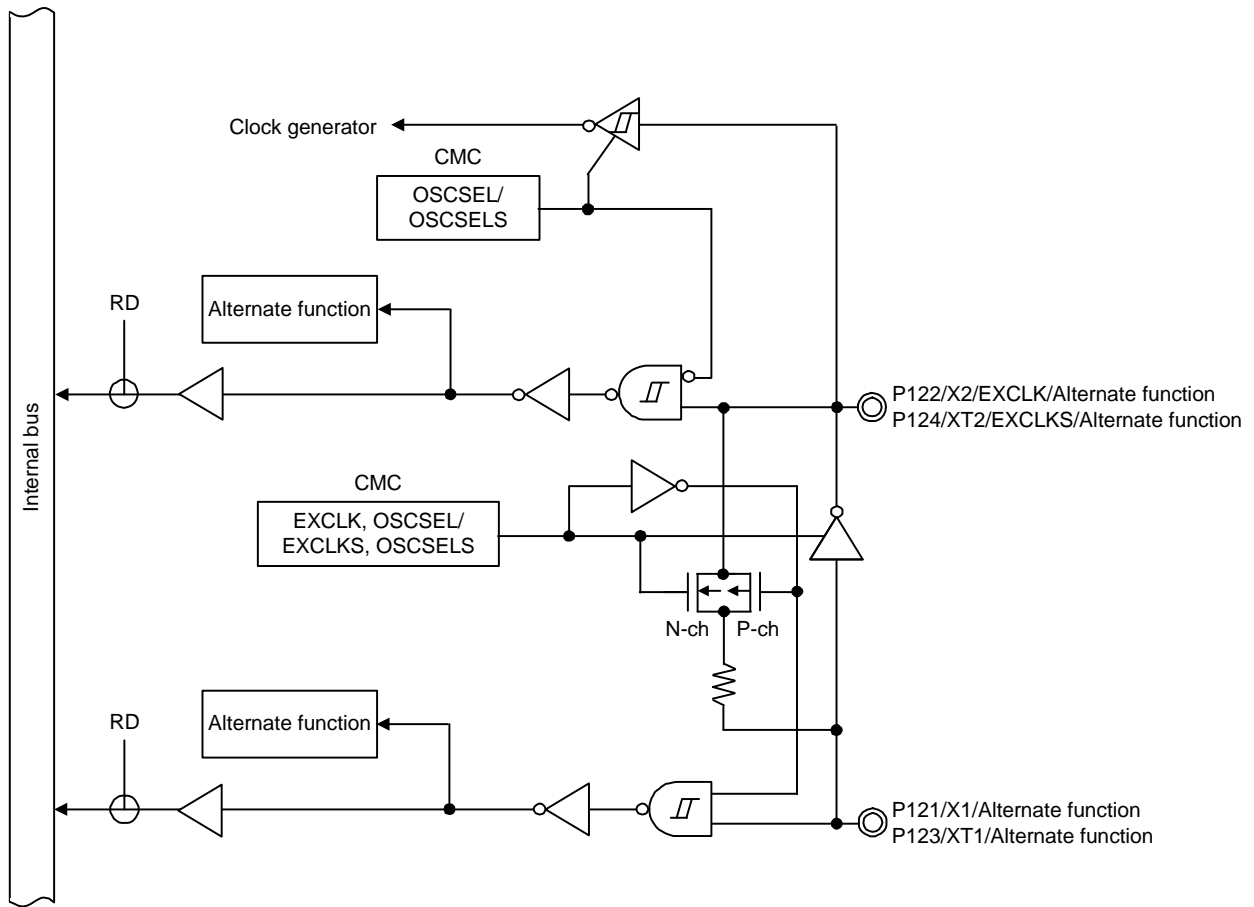 Clock generator
CMC
OSCSEL/
OSCSELS
RD
Alternate function
Internal bus
P122/X2/EXCLK/Alternate function
P124/XT2/EXCLKS/Alternate function
CMC
EXCLK, OSCSEL/
EXCLKS, OSCSELS
N-ch
P-ch
RD
Alternate function
P121/X1/Alternate function
P123/XT1/Alternate function